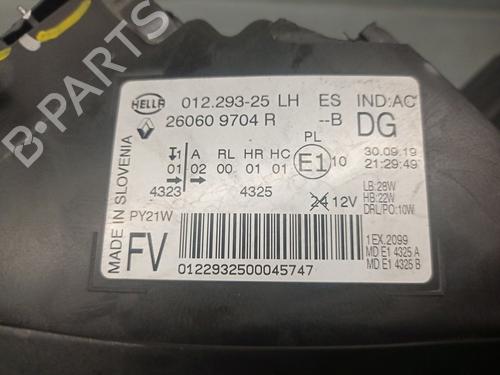 B-PARTS
HELLA 012.293-25 LH ES IND:AC
26060 9704 R --B DG
PL
1 A RL HR HC E1 10 30.09.19
01 02 00 01 01 21:29:49
4323 4325 24 12V
LB:28W
HB:22W
DRL/PO:10W
PY21W
MADE IN SLOVENIA
FV
0122932500045747
1EX.2099
MD E1 4325 A
MD E1 4325 B